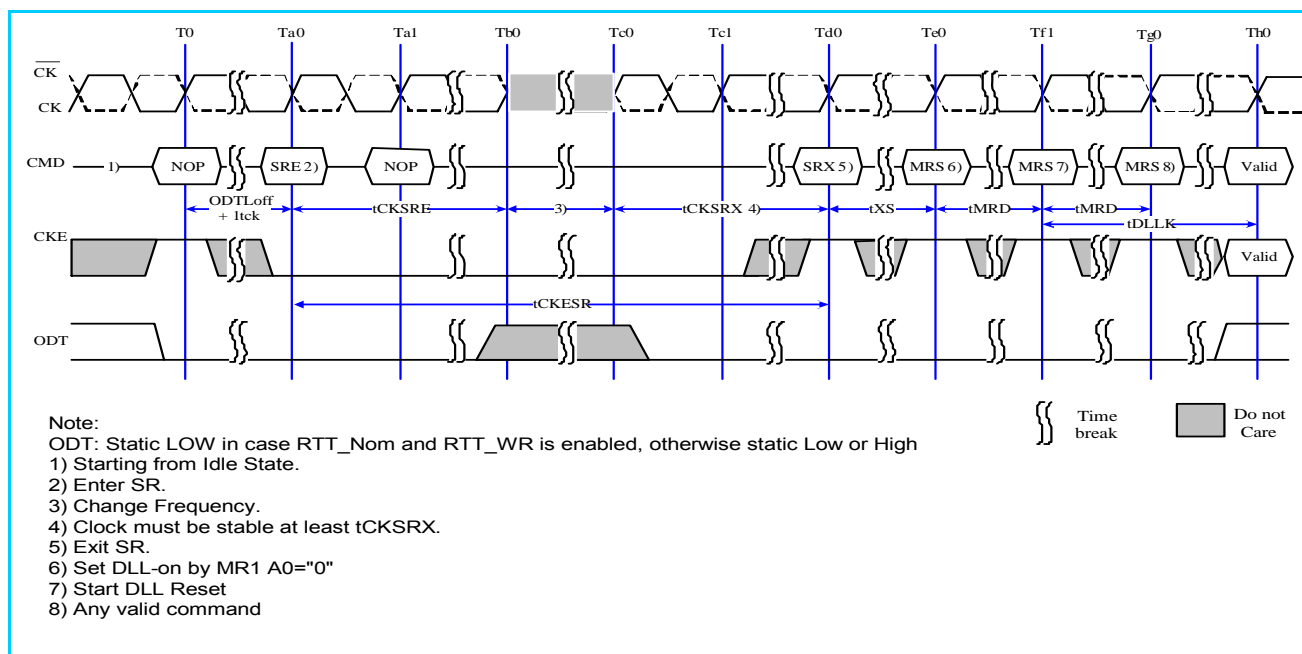 T0 Ta0 Ta1 Tb0 Tc0 Tc1 Td0 Te0 Tf1 Tg0 Th0
CK
CK
CMD 1) NOP SRE 2) NOP SRX 5) MRS 6) MRS 7) MRS 8) Valid
ODTLoff + 1tck tCKSRE 3) tCKSRX 4) tXS tMRD tMRD
tDLLK
CKE Valid
tCKESR
ODT
Note:
ODT: Static LOW in case RTT_Nom and RTT_WR is enabled, otherwise static Low or High
1) Starting from Idle State.
2) Enter SR.
3) Change Frequency.
4) Clock must be stable at least tCKSRX.
5) Exit SR.
6) Set DLL-on by MR1 A0="0"
7) Start DLL Reset
8) Any valid command
Time break
Do not Care